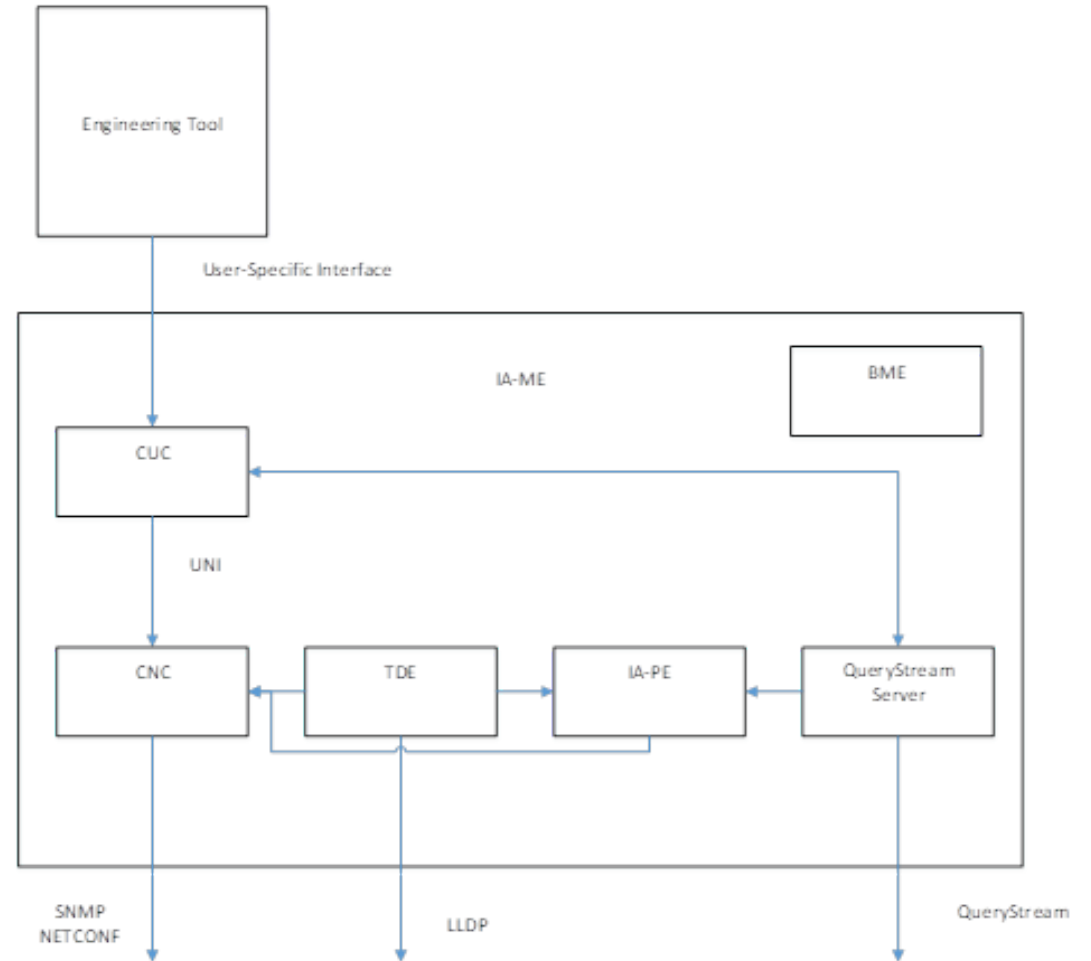 Engineering Tool
User-Specific Interface
IA-ME
BME
CUC
UNI
CNC
TDE
IA-PE
QueryStream
Server
SNMP
NETCONF
LLDP
QueryStream